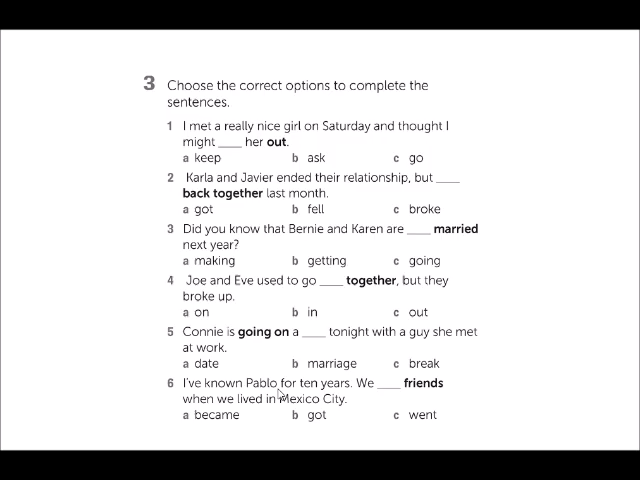 3 Choose the correct options to complete the
sentences.
1 I met a really nice girl on Saturday and thought I
might ____ her out.
a keep b ask c go
2 Karla and Javier ended their relationship, but ____
back together last month.
a got b fell c broke
3 Did you know that Bernie and Karen are ____ married
next year?
a making b getting c going
4 Joe and Eve used to go ____ together, but they
broke up.
a on b in c out
5 Connie is going on a ____ tonight with a guy she met
at work.
a date b marriage c break
6 I've known Pablo for ten years. We ____ friends
when we lived in Mexico City.
a became b got c went